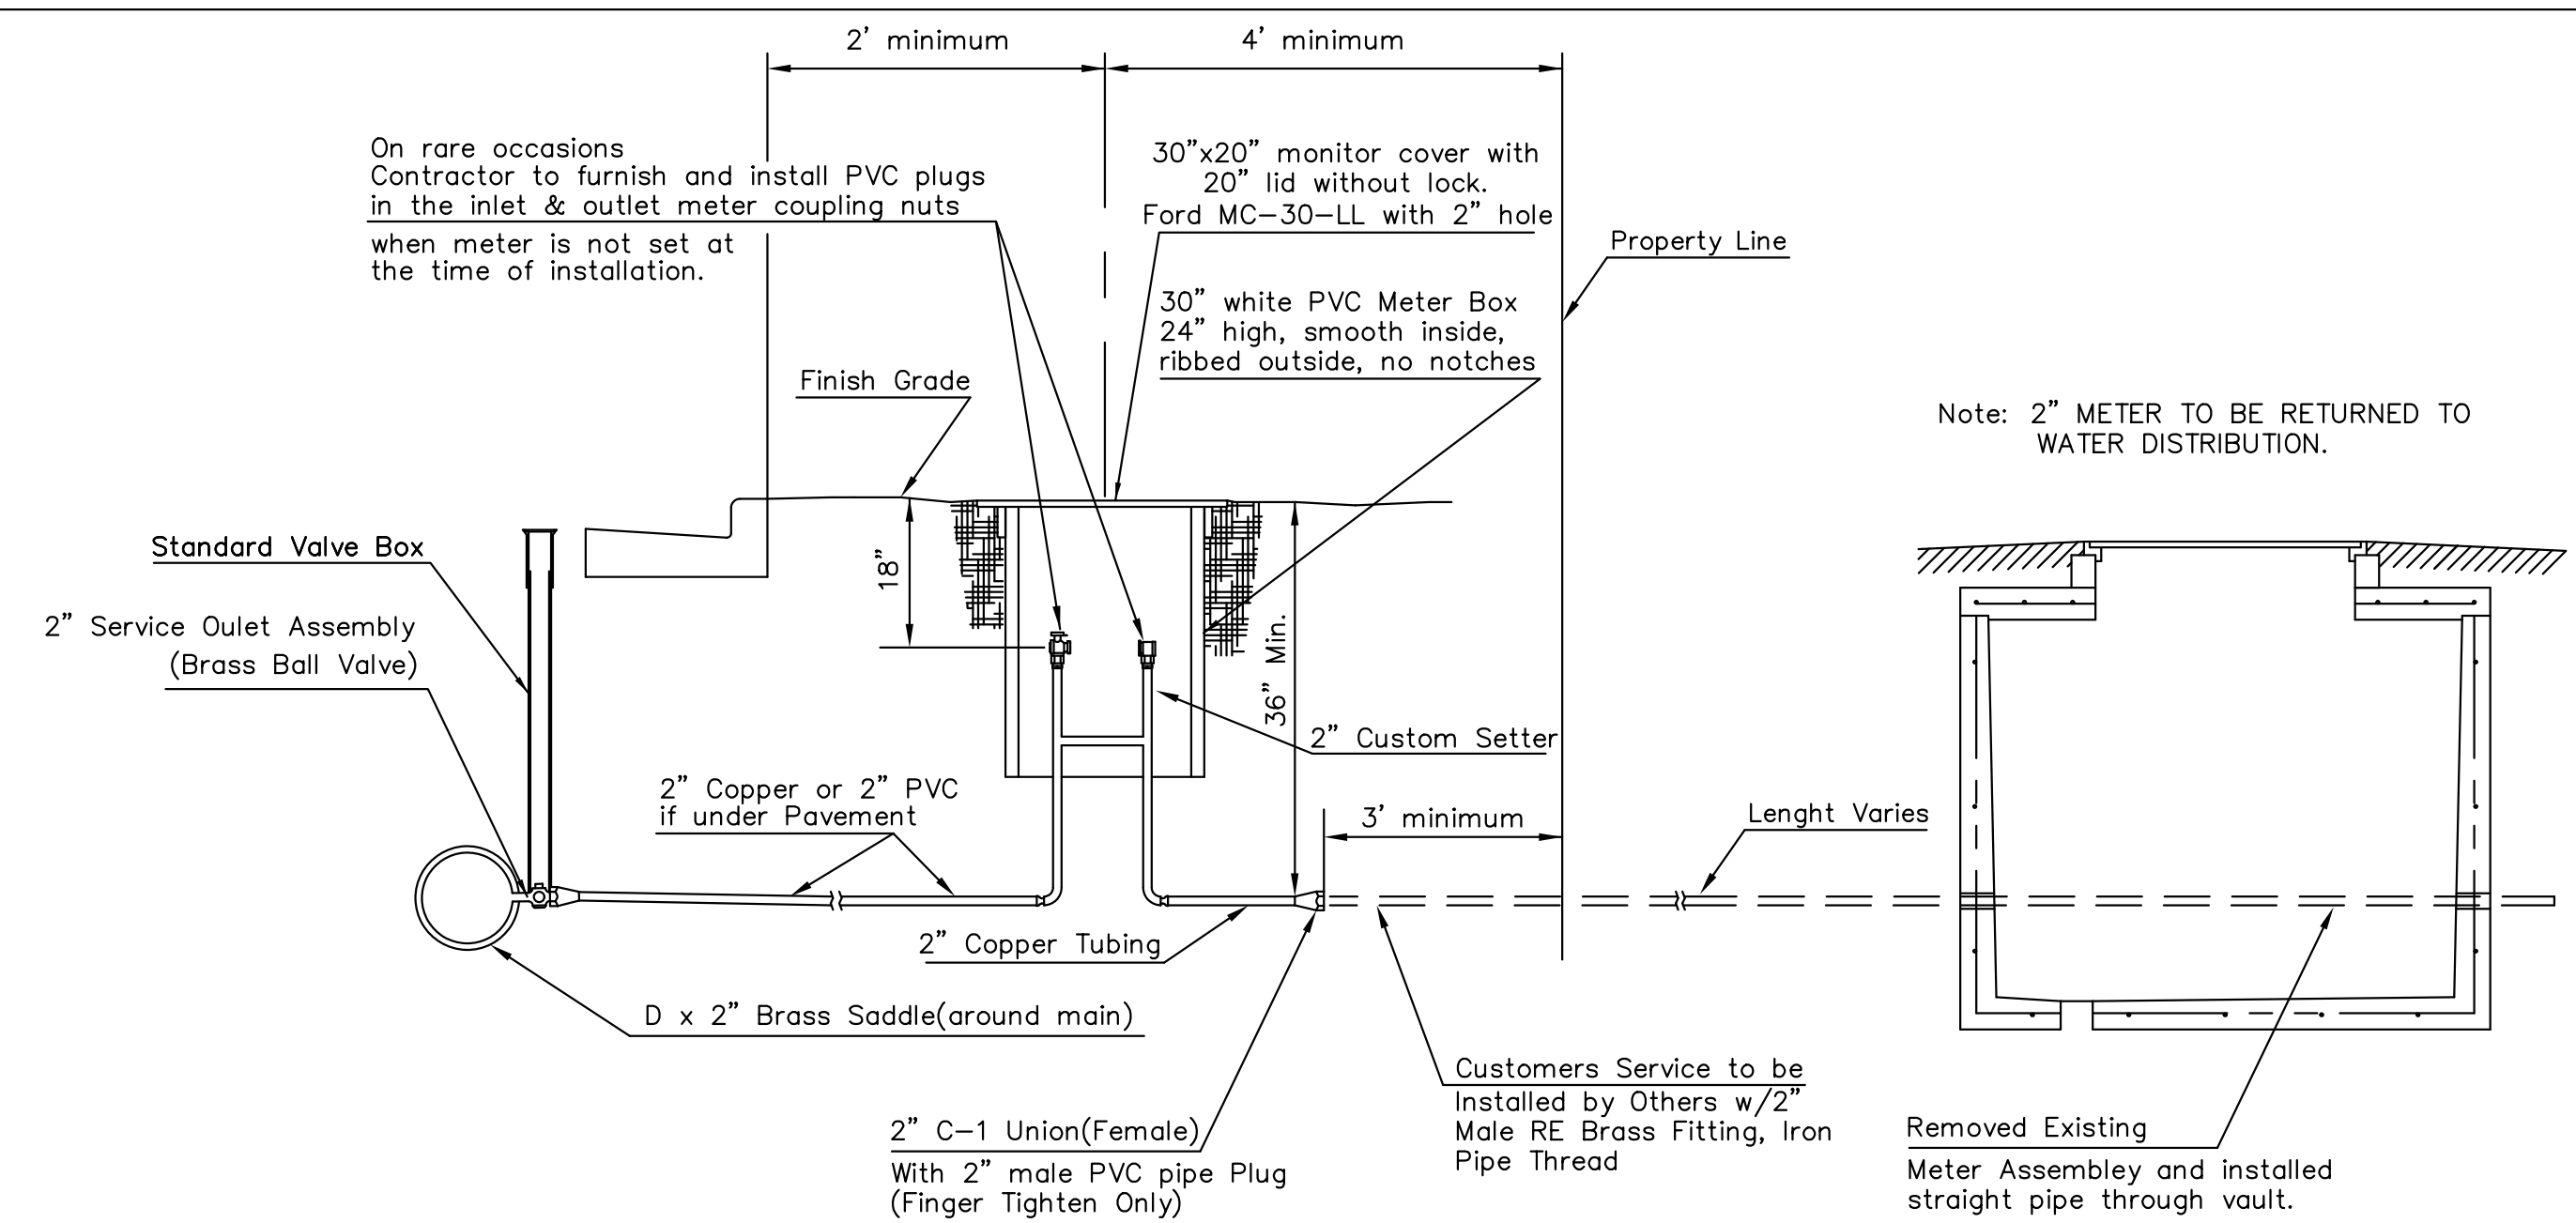 2’ minimum
4’ minimum
On rare occasions
Contractor to furnish and install PVC plugs
in the inlet & outlet meter coupling nuts
when meter is not set at
the time of installation.
30”x20” monitor cover with
20” lid without lock.
Ford MC-30-LL with 2” hole
Property Line
30” white PVC Meter Box
24” high, smooth inside,
ribbed outside, no notches
Finish Grade
Note: 2” METER TO BE RETURNED TO
WATER DISTRIBUTION.
Standard Valve Box
18”
2” Service Oulet Assembly
(Brass Ball Valve)
36” Min.
2” Custom Setter
2” Copper or 2” PVC
if under Pavement
3’ minimum
Lenght Varies
2” Copper Tubing
D x 2” Brass Saddle(around main)
Customers Service to be
Installed by Others w/2”
Male RE Brass Fitting, Iron
Pipe Thread
2” C-1 Union(Female)
With 2” male PVC pipe Plug
(Finger Tighten Only)
Removed Existing
Meter Assembley and installed
straight pipe through vault.